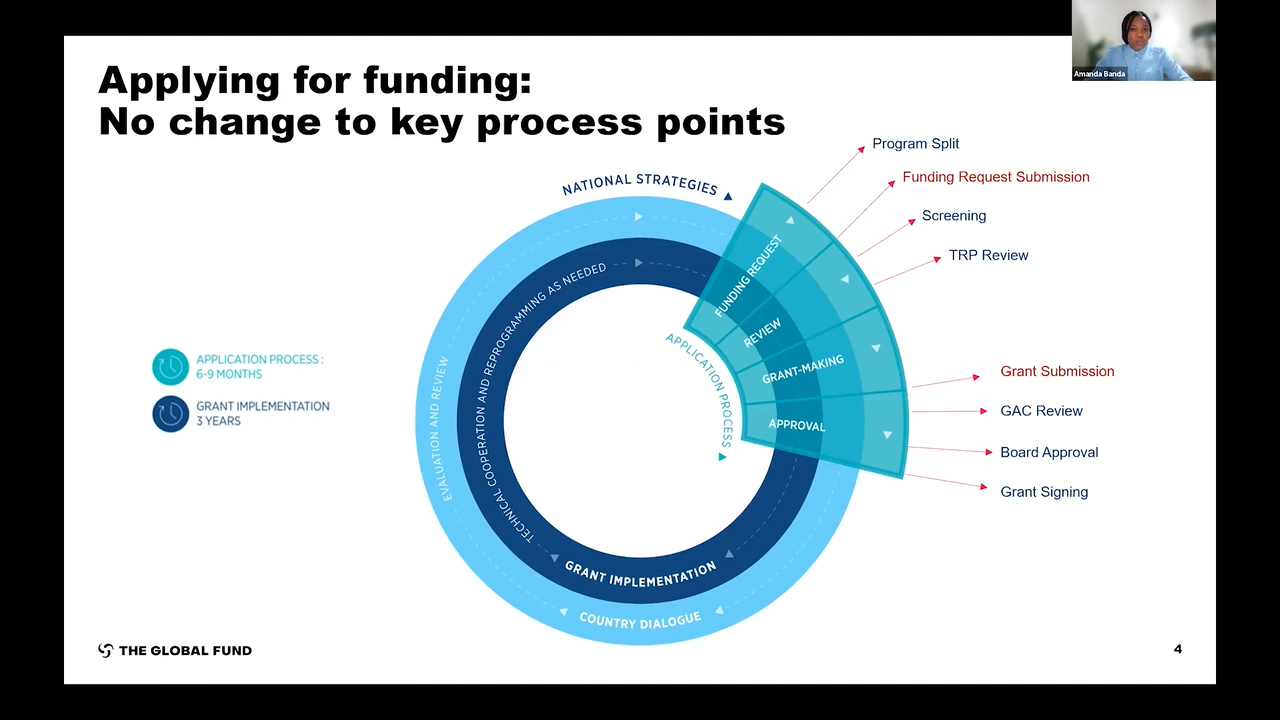 Amanda Banda
Applying for funding:
No change to key process points
NATIONAL STRATEGIES
Program Split
Funding Request Submission
Screening
TRP Review
FUNDING REQUEST
REVIEW
GRANT-MAKING
APPROVAL
APPLICATION PROCESS
TECHNICAL COOPERATION AND REPROGRAMMING AS NEEDED
EVALUATION AND REVIEW
APPLICATION PROCESS :
6-9 MONTHS
GRANT IMPLEMENTATION
3 YEARS
Grant Submission
GAC Review
Board Approval
Grant Signing
GRANT IMPLEMENTATION
COUNTRY DIALOGUE
THE GLOBAL FUND
4